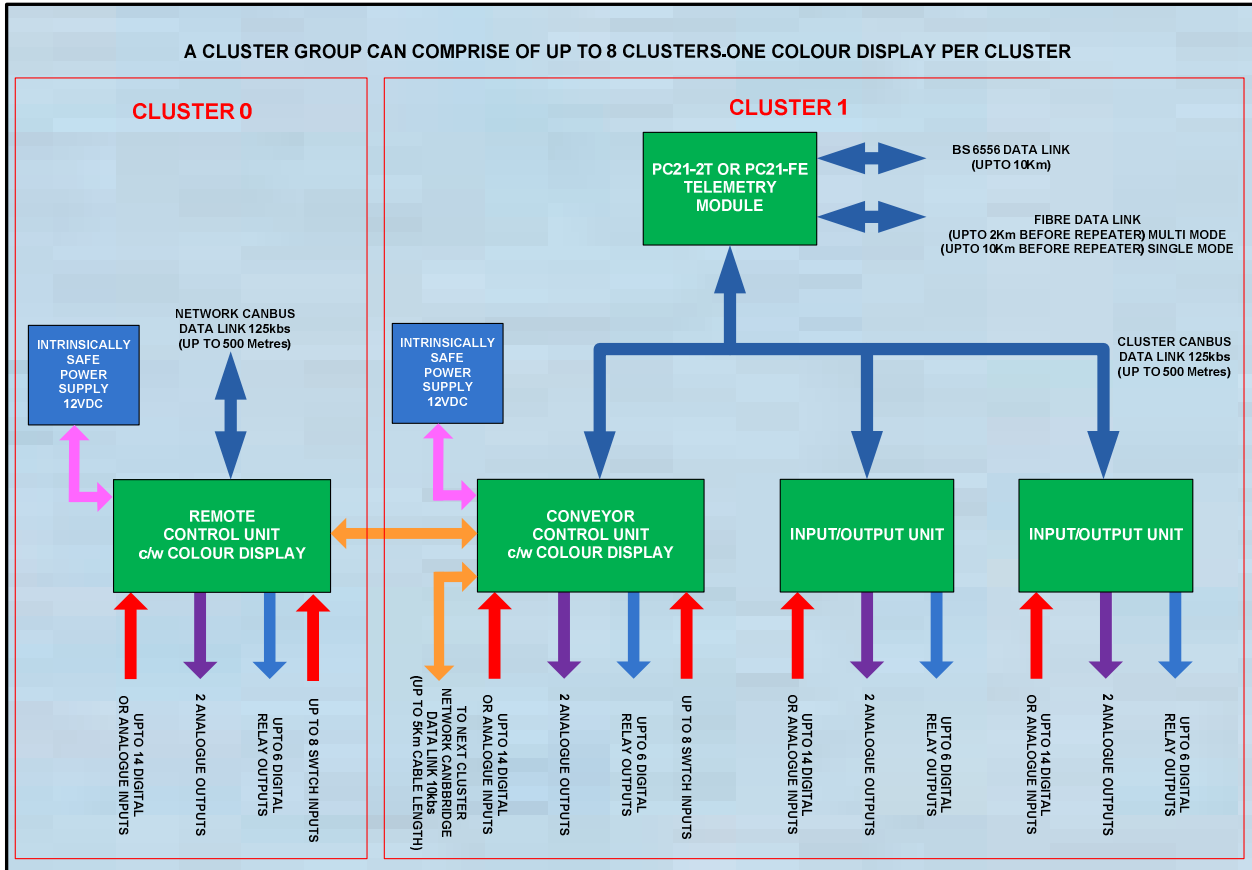 A CLUSTER GROUP CAN COMPRISE OF UP TO 8 CLUSTERS.ONE COLOUR DISPLAY PER CLUSTER
CLUSTER 0
NETWORK CANBUS
DATA LINK 125kbs
(UP TO 500 Metres)
INTRINSICALLY
SAFE
POWER
SUPPLY
12VDC
REMOTE
CONTROL UNIT
c/w COLOUR DISPLAY
UPTO 14 DIGITAL
OR ANALOGUE INPUTS
2 ANALOGUE OUTPUTS
UPTO 6 DIGITAL
RELAY OUTPUTS
UP TO 8 SWTCH INPUTS
CLUSTER 1
PC21-2T OR PC21-FE
TELEMETRY
MODULE
BS 6556 DATA LINK
(UPTO 10Km)
FIBRE DATA LINK
(UPTO 2Km BEFORE REPEATER) MULTI MODE
(UPTO 10Km BEFORE REPEATER) SINGLE MODE
INTRINSICALLY
SAFE
POWER
SUPPLY
12VDC
CLUSTER CANBUS
DATA LINK 125kbs
(UP TO 500 Metres)
CONVEYOR
CONTROL UNIT
c/w COLOUR DISPLAY
INPUT/OUTPUT UNIT
INPUT/OUTPUT UNIT
TO NEXT CLUSTER
NETWORK CANBBRIDGE
DATA LINK 10kbs
(UP TO 5Km CABLE LENGTH)
UPTO 14 DIGITAL
OR ANALOGUE INPUTS
2 ANALOGUE OUTPUTS
UPTO 6 DIGITAL
RELAY OUTPUTS
UP TO 8 SWTCH INPUTS
UPTO 14 DIGITAL
OR ANALOGUE INPUTS
2 ANALOGUE OUTPUTS
UPTO 6 DIGITAL
RELAY OUTPUTS
UPTO 14 DIGITAL
OR ANALOGUE INPUTS
2 ANALOGUE OUTPUTS
UPTO 6 DIGITAL
RELAY OUTPUTS